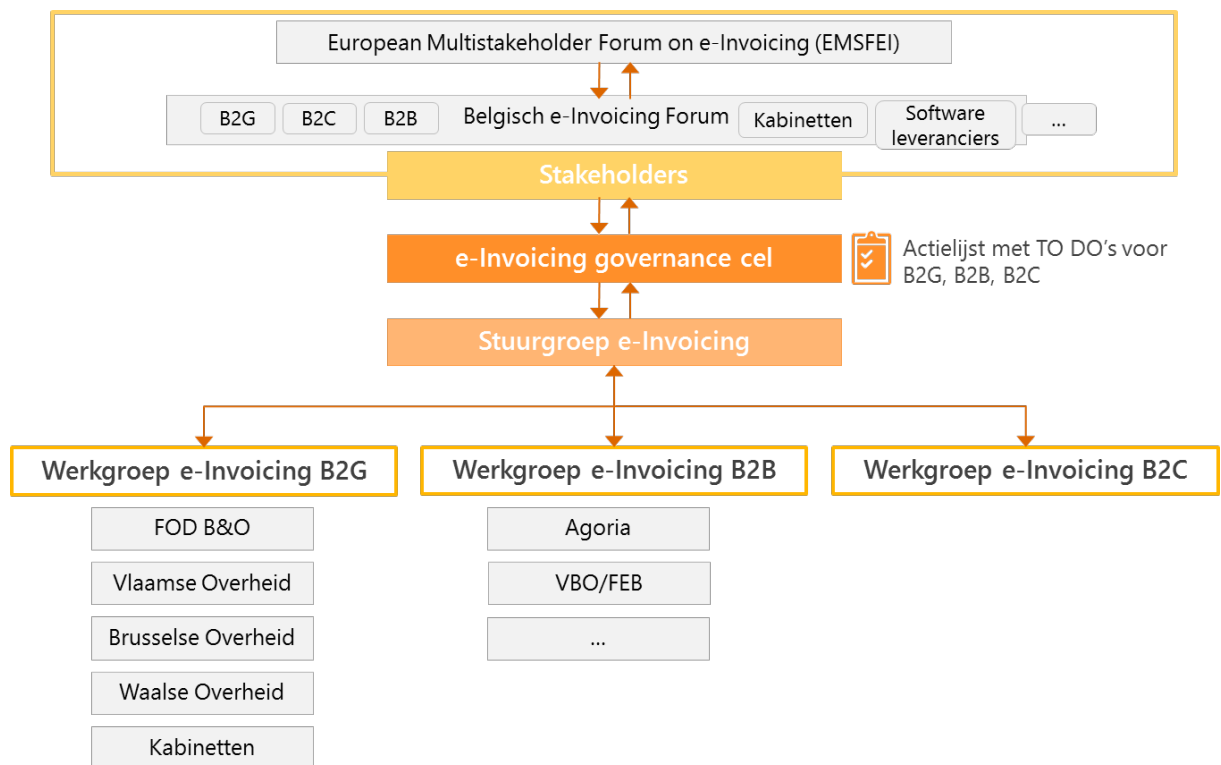 European Multistakeholder Forum on e-Invoicing (EMSFEI)
B2G
B2C
B2B
Belgisch e-Invoicing Forum
Kabinetten
Software
leveranciers
...
Stakeholders
e-Invoicing governance cel
Actielijst met TO DO's voor
B2G, B2B, B2C
Stuurgroep e-Invoicing
Werkgroep e-Invoicing B2G
Werkgroep e-Invoicing B2B
Werkgroep e-Invoicing B2C
FOD B&O
Vlaamse Overheid
Brusselse Overheid
Waalse Overheid
Kabinetten
Agoria
VBO/FEB
...